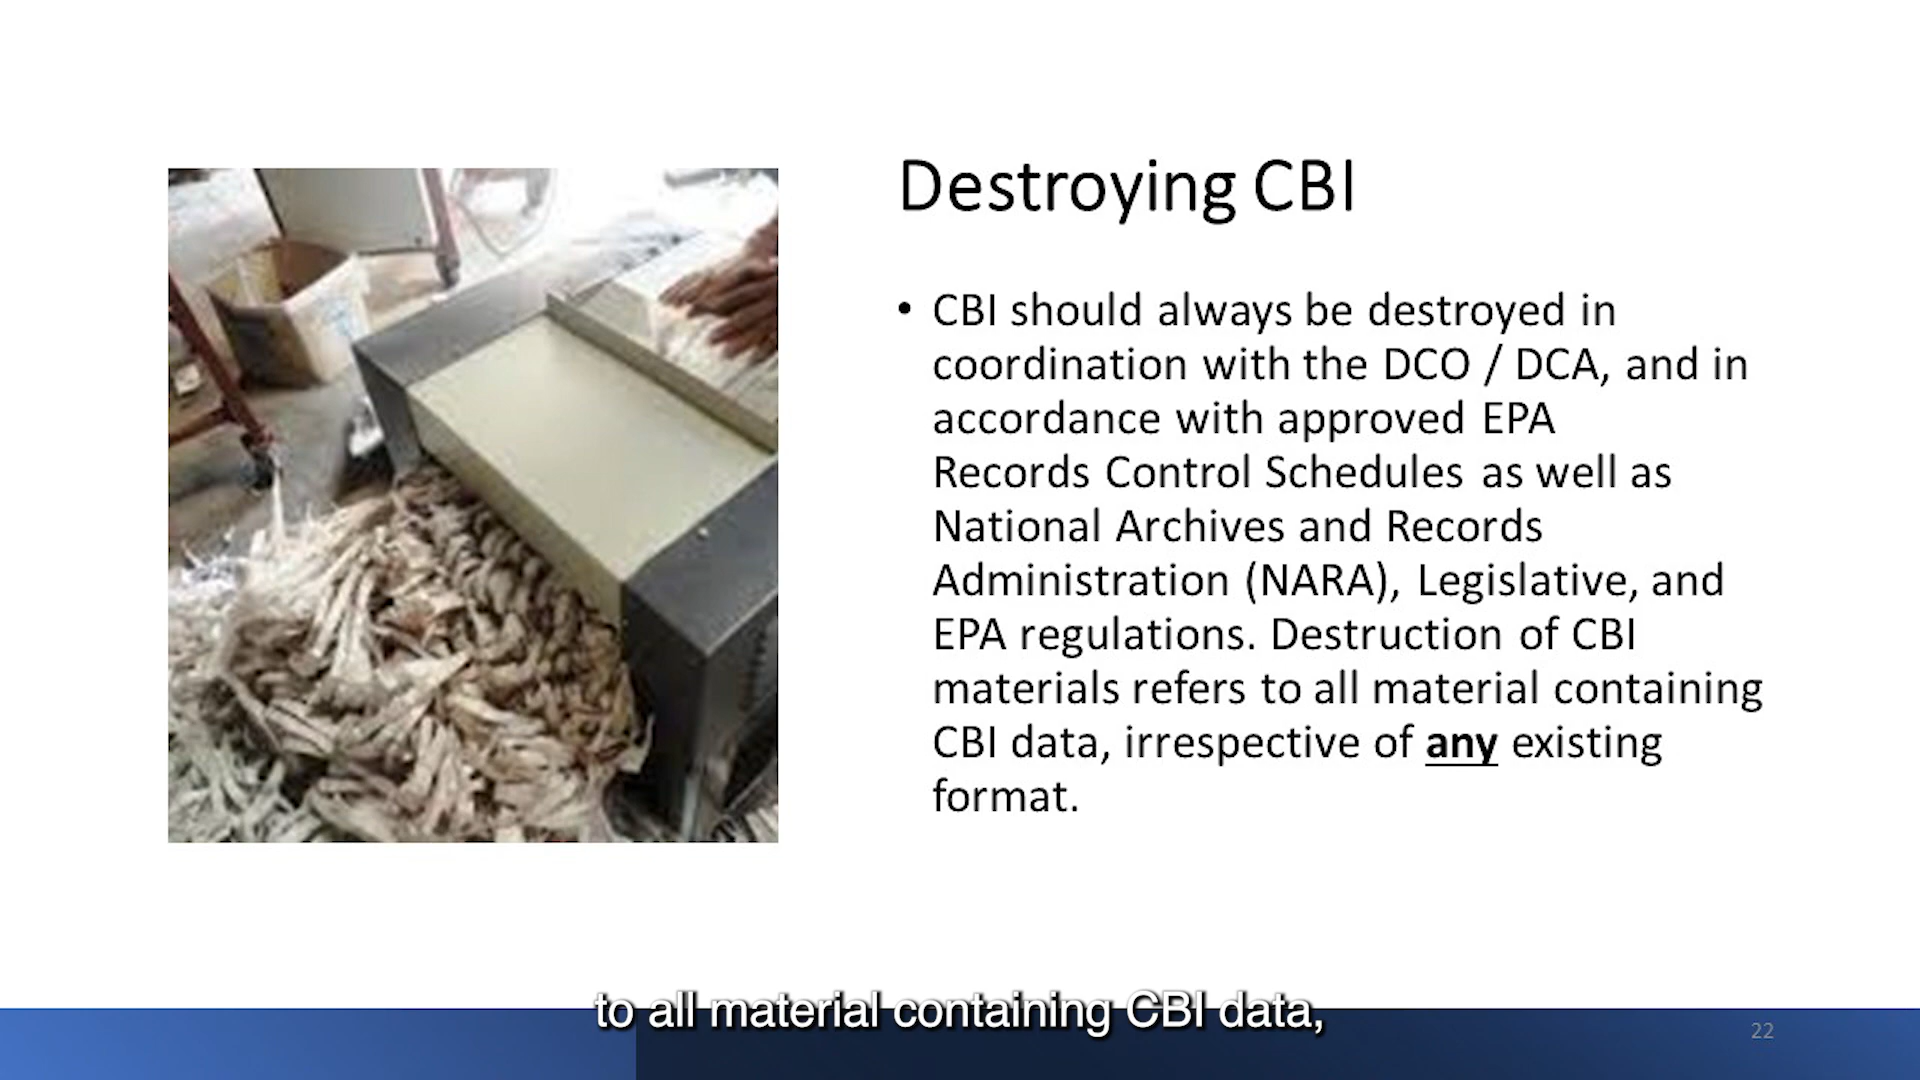 Destroying CBI
• CBI should always be destroyed in
coordination with the DCO / DCA, and in
accordance with approved EPA
Records Control Schedules as well as
National Archives and Records
Administration (NARA), Legislative, and
EPA regulations. Destruction of CBI
materials refers to all material containing
CBI data, irrespective of any existing
format.
to all material containing CBI data,
22